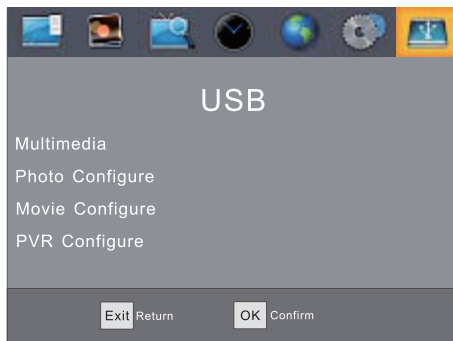 USB
Multimedia
Photo Configure
Movie Configure
PVR Configure
Exit Return OK Confirm